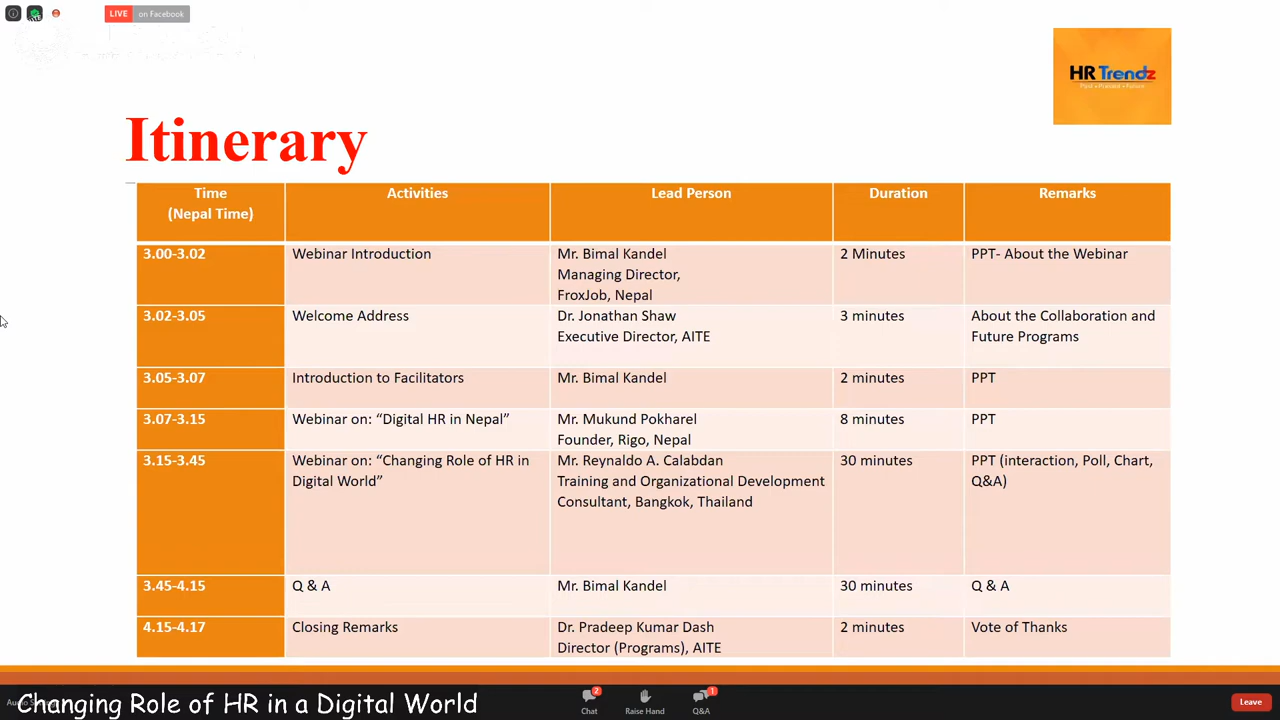 LIVE on Facebook
HR Trendz
Past • Present • Future
Itinerary
Time Activities Lead Person Duration Remarks
(Nepal Time)
3.00-3.02 Webinar Introduction Mr. Bimal Kandel 2 Minutes PPT- About the Webinar
Managing Director,
FroxJob, Nepal
3.02-3.05 Welcome Address Dr. Jonathan Shaw 3 minutes About the Collaboration and
Executive Director, AITE Future Programs
3.05-3.07 Introduction to Facilitators Mr. Bimal Kandel 2 minutes PPT
3.07-3.15 Webinar on: “Digital HR in Nepal” Mr. Mukund Pokharel 8 minutes PPT
Founder, Rigo, Nepal
3.15-3.45 Webinar on: “Changing Role of HR in Mr. Reynaldo A. Calabdan 30 minutes PPT (interaction, Poll, Chart,
Digital World” Training and Organizational Development Q&A)
Consultant, Bangkok, Thailand
3.45-4.15 Q & A Mr. Bimal Kandel 30 minutes Q & A
4.15-4.17 Closing Remarks Dr. Pradeep Kumar Dash 2 minutes Vote of Thanks
Director (Programs), AITE
Changing Role of HR in a Digital World
2 1
Chat Raise Hand Q&A Leave